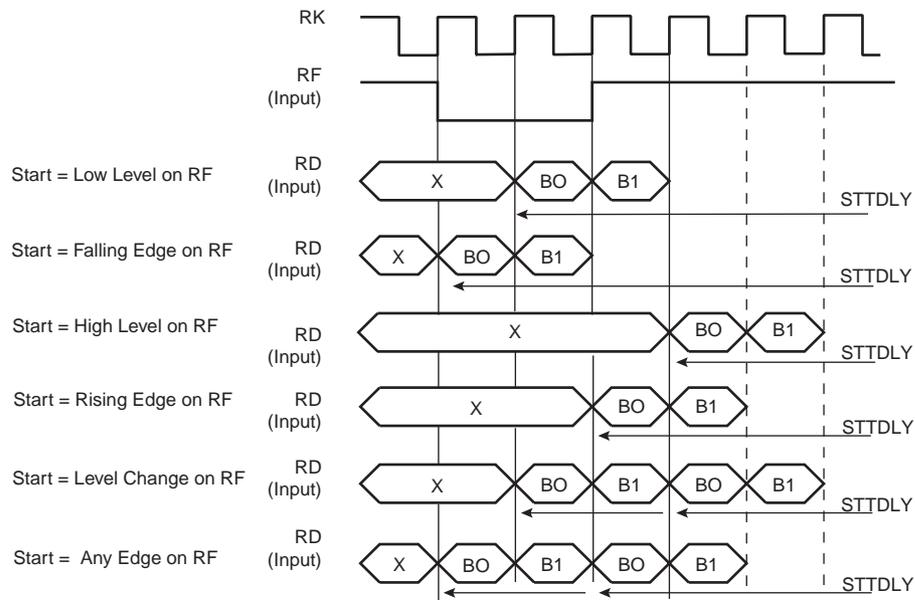 RK
RF
(Input)
Start = Low Level on RF
RD
(Input)
X
BO
B1
STTDLY
Start = Falling Edge on RF
RD
(Input)
X
BO
B1
STTDLY
Start = High Level on RF
RD
(Input)
X
BO
B1
STTDLY
Start = Rising Edge on RF
RD
(Input)
X
BO
B1
STTDLY
Start = Level Change on RF
RD
(Input)
X
BO
B1
BO
B1
STTDLY
Start = Any Edge on RF
RD
(Input)
X
BO
B1
BO
B1
STTDLY